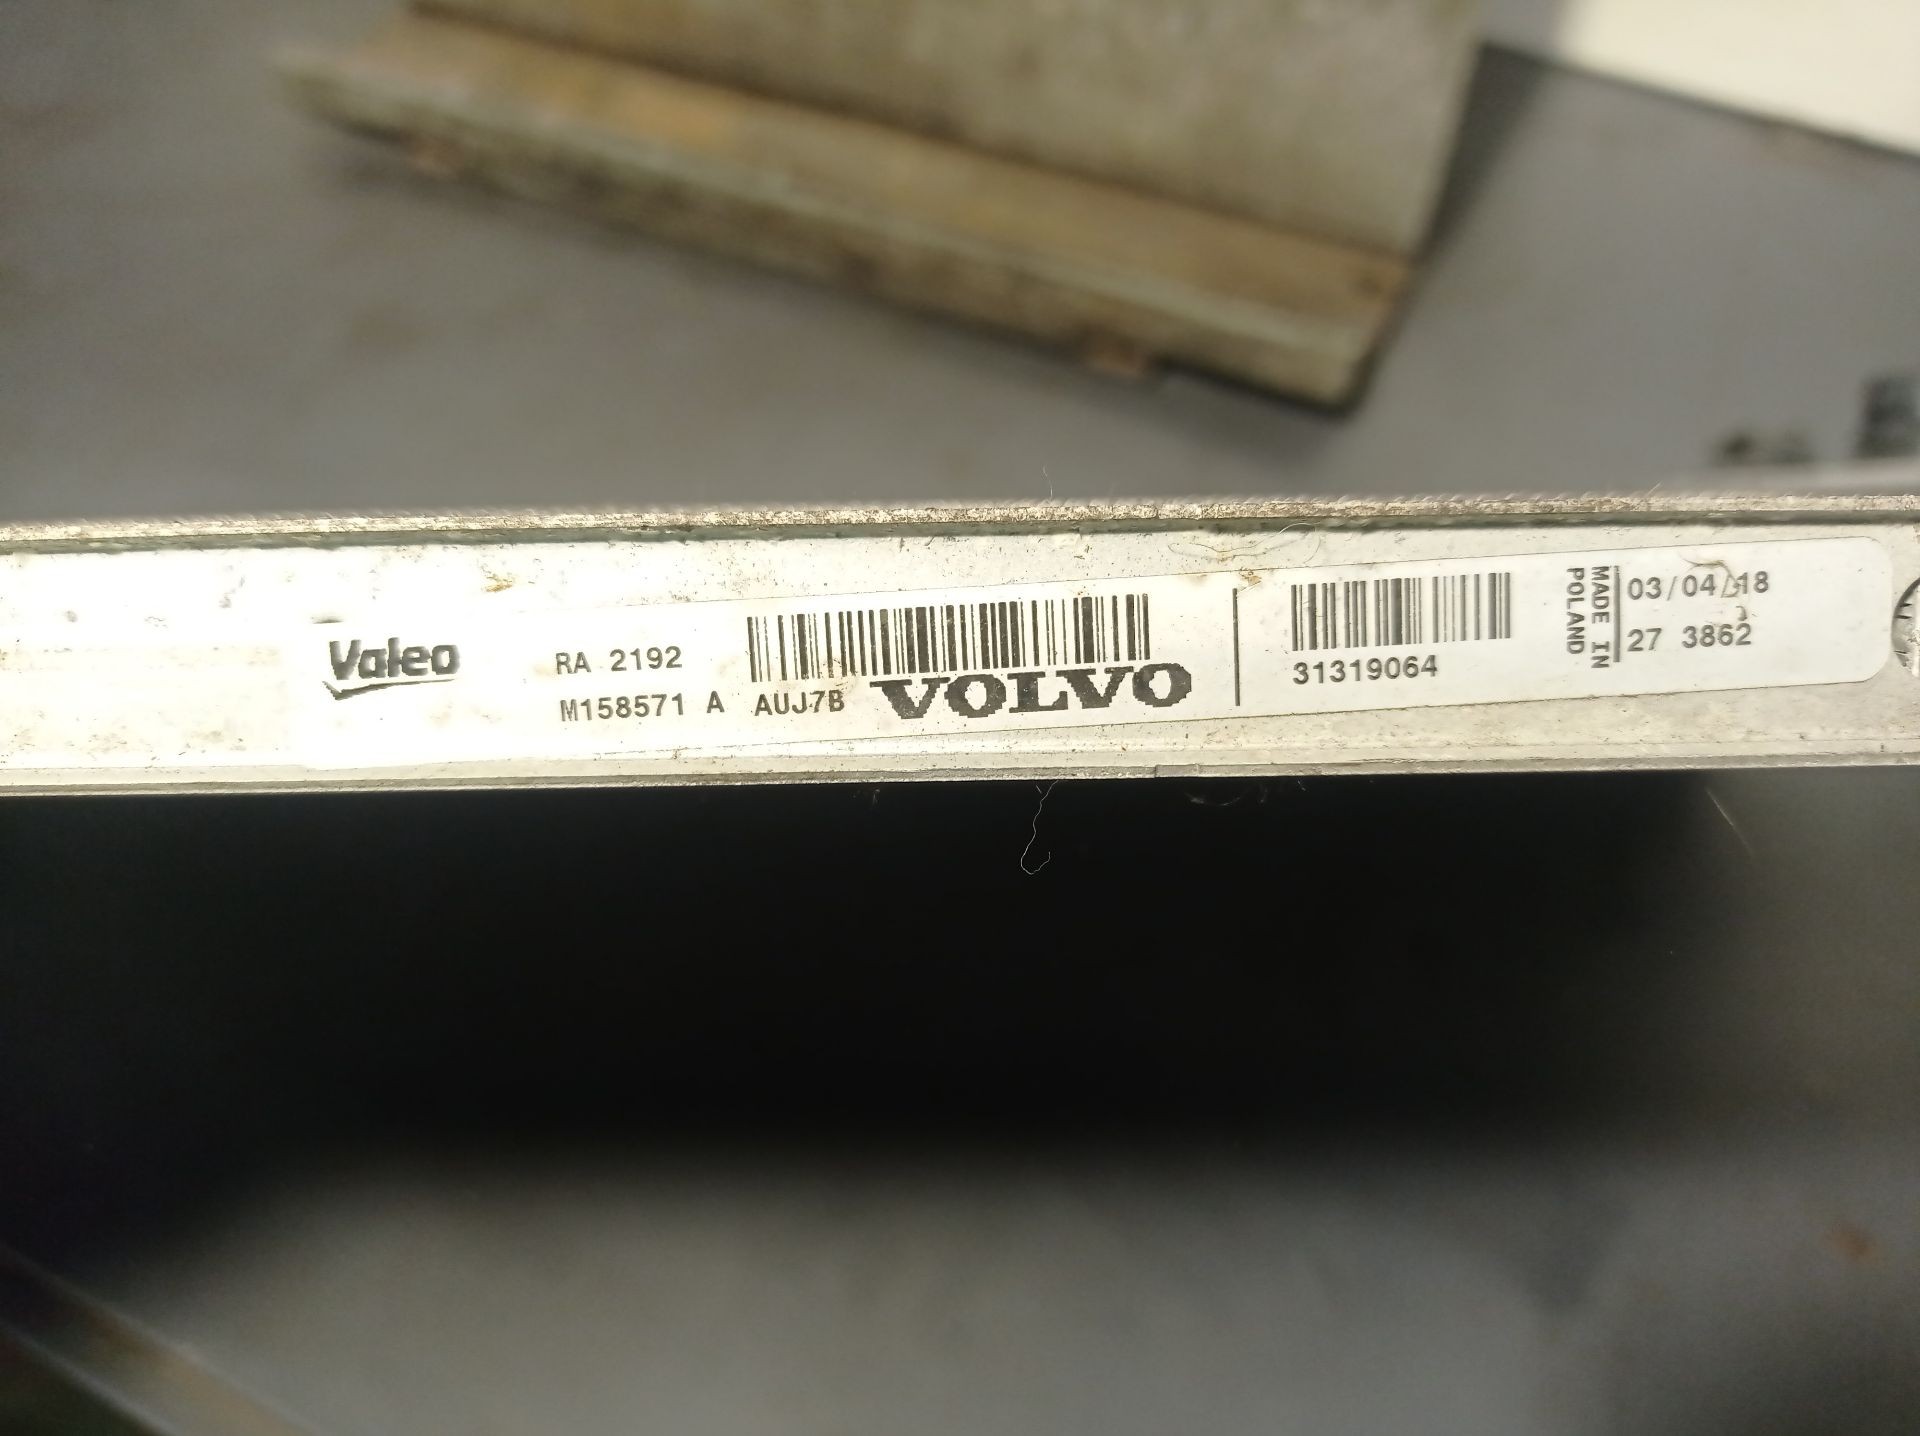 Valeo
RA 2192
M158571 A AUJ7B
VOLVO
31319064
MADE IN
POLAND
03/04/18
27 3862